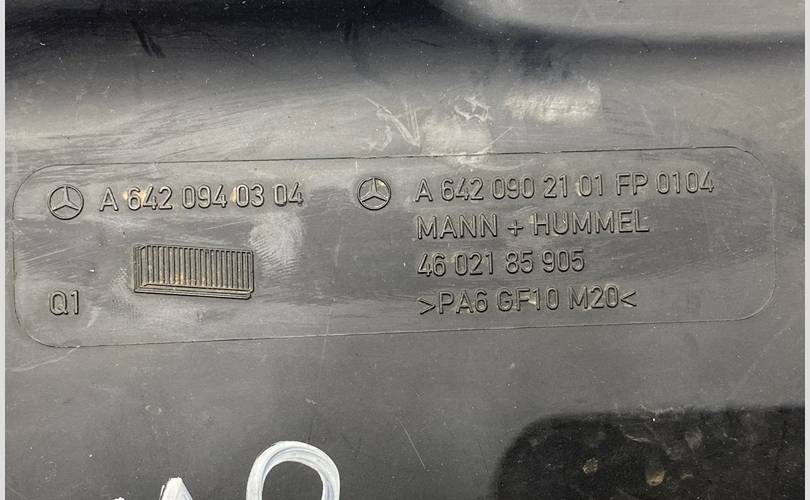 A 642 094 03 04
Q1
A 642 090 21 01 FP 0104
MANN + HUMMEL
46 021 85 905
>PA6 GF10 M20<